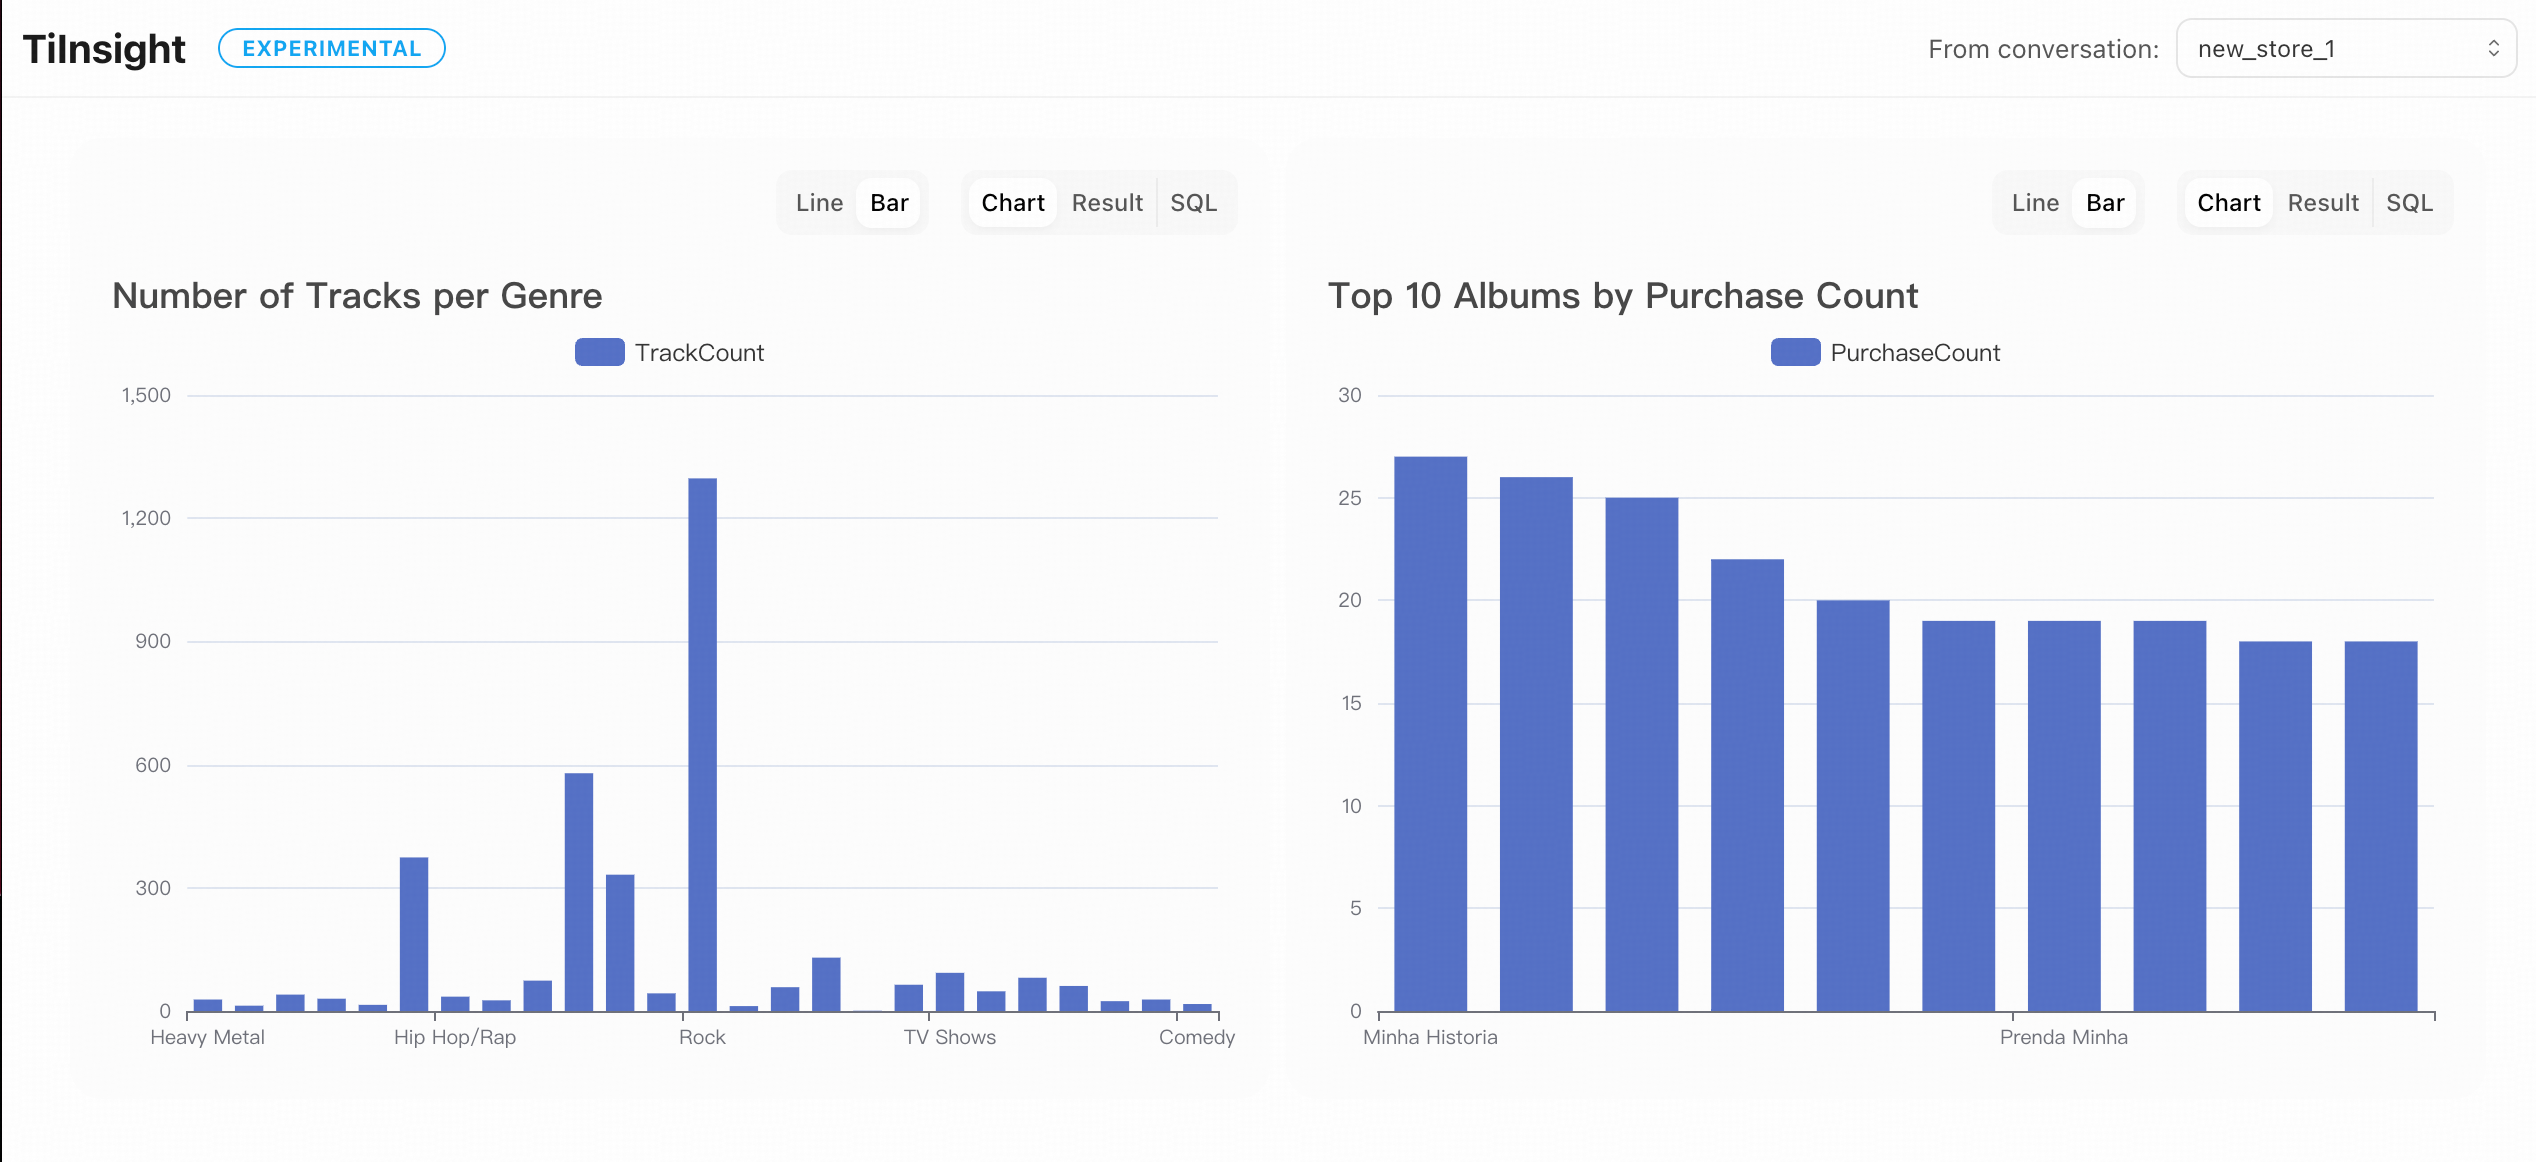 TiInsight EXPERIMENTAL From conversation: new_store_1
Line Bar Chart Result SQL
Number of Tracks per Genre
TrackCount
1,500
1,200
900
600
300
0
Heavy Metal Hip Hop/Rap Rock TV Shows Comedy
Line Bar Chart Result SQL
Top 10 Albums by Purchase Count
PurchaseCount
30
25
20
15
10
5
0
Minha Historia Prenda Minha